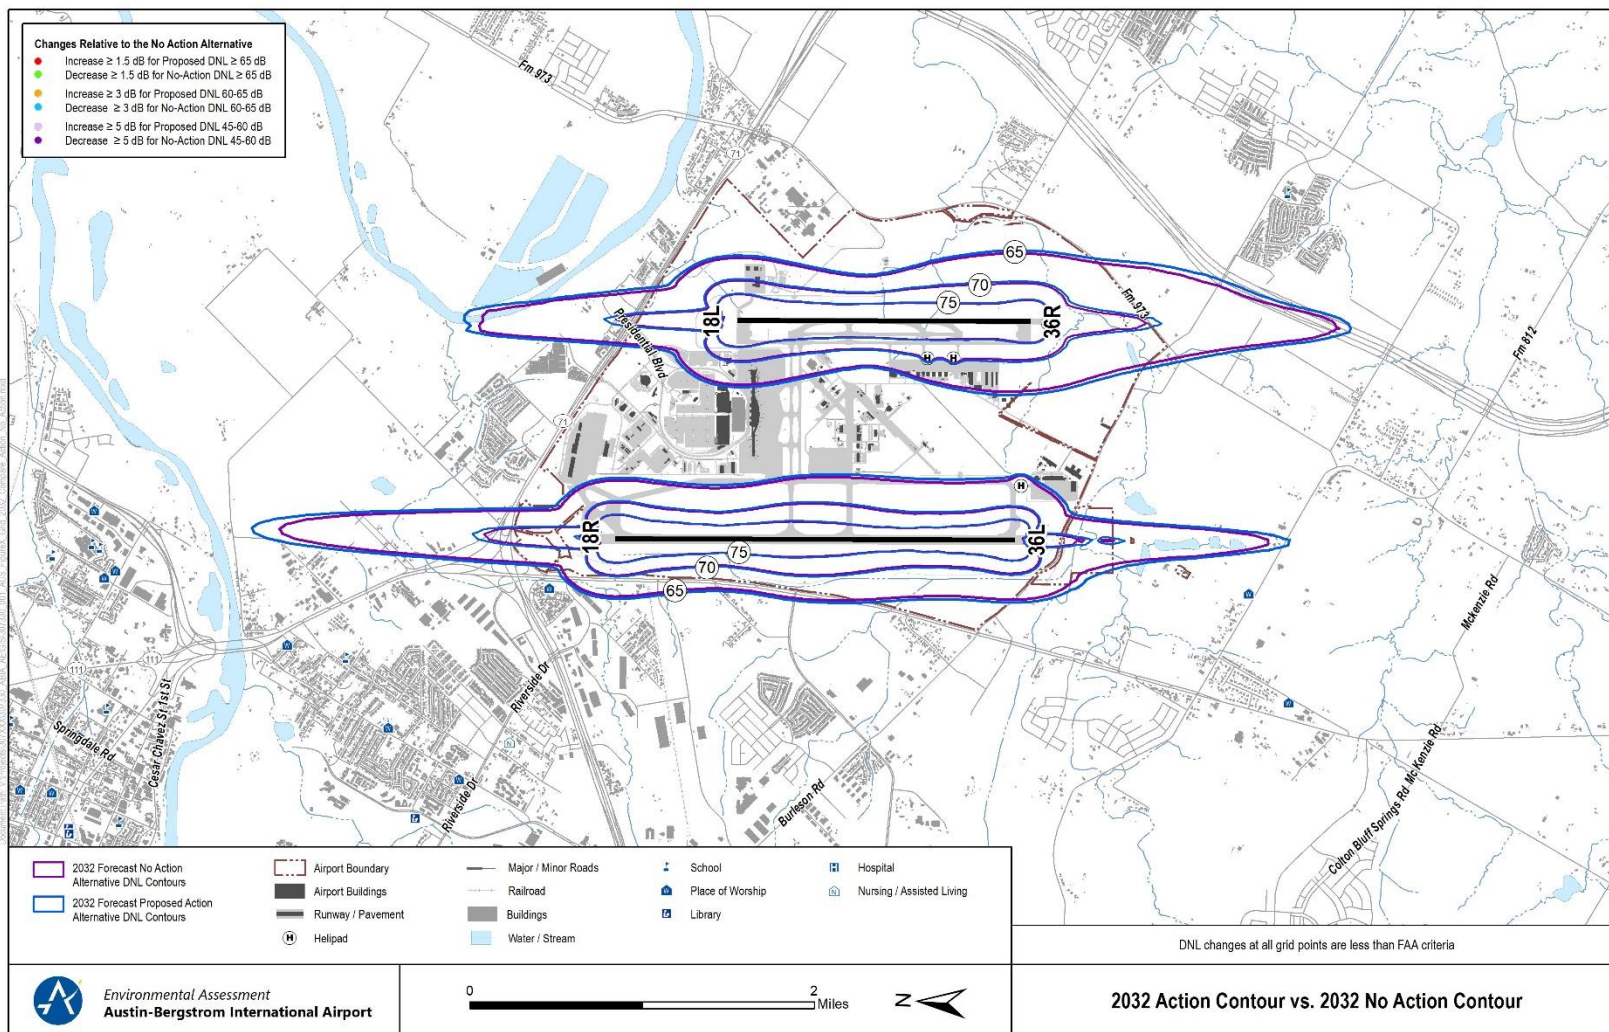 Changes Relative to the No Action Alternative
Increase ≥ 1.5 dB for Proposed DNL ≥ 65 dB
Decrease ≥ 1.5 dB for No-Action DNL ≥ 65 dB
Increase ≥ 3 dB for Proposed DNL 60-65 dB
Decrease ≥ 3 dB for No-Action DNL 60-65 dB
Increase ≥ 5 dB for Proposed DNL 45-60 dB
Decrease ≥ 5 dB for No-Action DNL 45-60 dB
Fm 973
71
65
70
75
18L
36R
Fm 973
Presidential Blvd
H
H
Fm 812
71
H
18R
36L
75
70
65
Mckenzie Rd
111
111
Riverside Dr
Springdale Rd
Cesar Chavez St 1st St
Riverside Dr
Burleson Rd
Colton Bluff Springs Rd McKenzie Rd
2032 Forecast No Action
Alternative DNL Contours
2032 Forecast Proposed Action
Alternative DNL Contours
Airport Boundary
Airport Buildings
Runway / Pavement
H Helipad
Major / Minor Roads
Railroad
Buildings
Water / Stream
School
Place of Worship
Library
H Hospital
N Nursing / Assisted Living
DNL changes at all grid points are less than FAA criteria
Environmental Assessment
Austin-Bergstrom International Airport
0 2
Miles
N
2032 Action Contour vs. 2032 No Action Contour